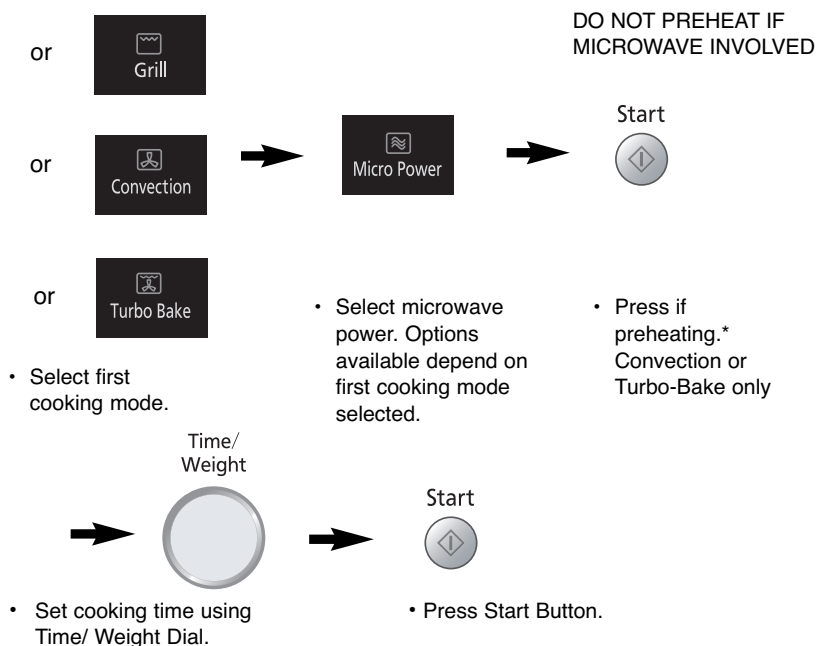 DO NOT PREHEAT IF
MICROWAVE INVOLVED
or
Grill
Start
or
Convection
Micro Power
or
Turbo Bake
• Select first
cooking mode.
• Select microwave
power. Options
available depend on
first cooking mode
selected.
• Press if
preheating.*
Convection or
Turbo-Bake only
Time/
Weight
Start
• Set cooking time using
Time/ Weight Dial.
• Press Start Button.